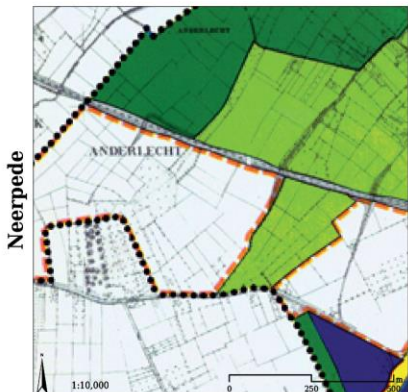 Neerpede
ANDERLECHT
K
ANDERLECHT
1:10,000
m
0 250 500